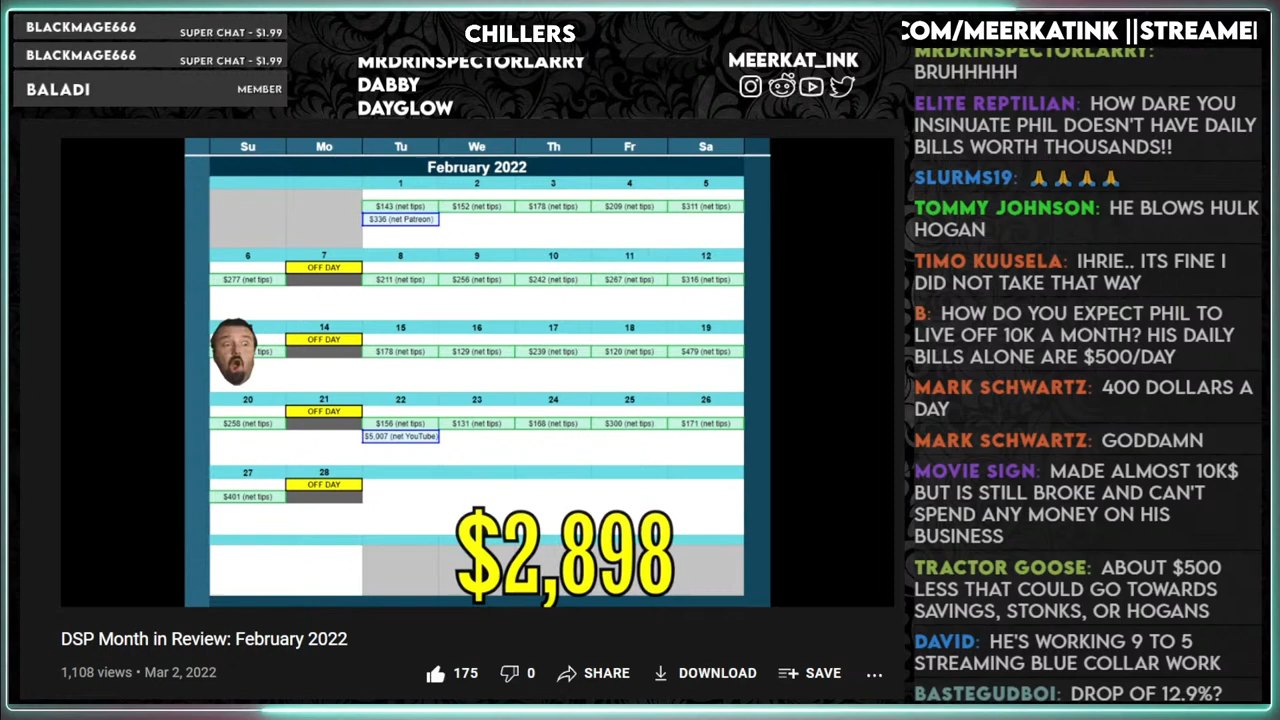 BLACKMAGE666 SUPER CHAT - $1.99
BLACKMAGE666 SUPER CHAT - $1.99
BALADI MEMBER
CHILLERS
MRDRINSPECTORLARRY
DABBY
DAYGLOW
MEERKAT_INK
COM/MEERKATINK ||STREAME
Su Mo Tu We Th Fr Sa
February 2022
1 2 3 4 5
$143 (net tips) $152 (net tips) $178 (net tips) $209 (net tips) $311 (net tips)
$336 (net Patreon)
6 7 8 9 10 11 12
OFF DAY
$277 (net tips) $211 (net tips) $256 (net tips) $242 (net tips) $267 (net tips) $316 (net tips)
14 15 16 17 18 19
OFF DAY
tips) $178 (net tips) $129 (net tips) $239 (net tips) $120 (net tips) $479 (net tips)
20 21 22 23 24 25 26
OFF DAY
$258 (net tips) $156 (net tips) $131 (net tips) $168 (net tips) $300 (net tips) $171 (net tips)
$5,007 (net YouTube)
27 28
OFF DAY
$401 (net tips)
$2,898
DSP Month in Review: February 2022
1,108 views • Mar 2, 2022
175 0 SHARE DOWNLOAD SAVE ...
MRDRINSPECTORLARRY:
BRUHHHHH
ELITE REPTILIAN: HOW DARE YOU
INSINUATE PHIL DOESN'T HAVE DAILY
BILLS WORTH THOUSANDS!!
SLURMS19: 🙏🙏🙏🙏
TOMMY JOHNSON: HE BLOWS HULK
HOGAN
TIMO KUUSELA: IHRIE.. ITS FINE I
DID NOT TAKE THAT WAY
B: HOW DO YOU EXPECT PHIL TO
LIVE OFF 10K A MONTH? HIS DAILY
BILLS ALONE ARE $500/DAY
MARK SCHWARTZ: 400 DOLLARS A
DAY
MARK SCHWARTZ: GODDAMN
MOVIE SIGN: MADE ALMOST 10K$
BUT IS STILL BROKE AND CAN'T
SPEND ANY MONEY ON HIS
BUSINESS
TRACTOR GOOSE: ABOUT $500
LESS THAT COULD GO TOWARDS
SAVINGS, STONKS, OR HOGANS
DAVID: HE'S WORKING 9 TO 5
STREAMING BLUE COLLAR WORK
BASTEGUDBOI: DROP OF 12.9%?